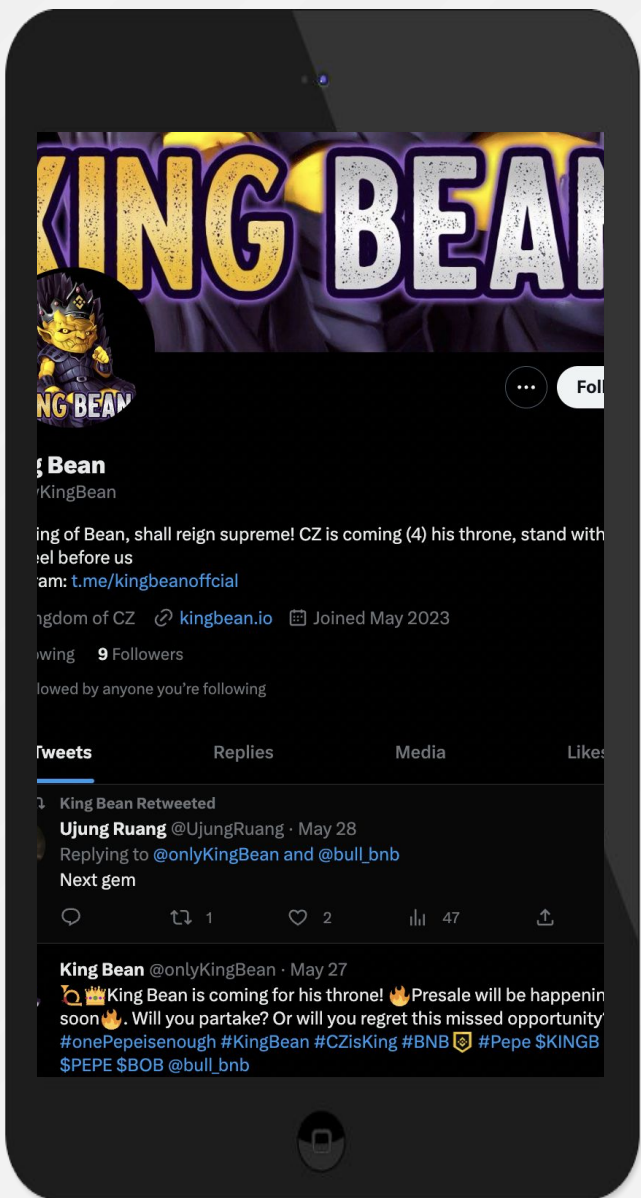 KING BEAN
NG BEAN
Foll
g Bean
yKingBean
ing of Bean, shall reign supreme! CZ is coming (4) his throne, stand with
eel before us
ram: t.me/kingbeanoffcial
ngdom of CZ kingbean.io Joined May 2023
owing 9 Followers
lowed by anyone you're following
Tweets Replies Media Likes
King Bean Retweeted
Ujung Ruang @UjungRuang · May 28
Replying to @onlyKingBean and @bull_bnb
Next gem
1 2 47
King Bean @onlyKingBean · May 27
King Bean is coming for his throne! 🔥Presale will be happenin
soon🔥. Will you partake? Or will you regret this missed opportunity?
#onePepeisenough #KingBean #CZisKing #BNB #Pepe $KINGB
$PEPE $BOB @bull_bnb